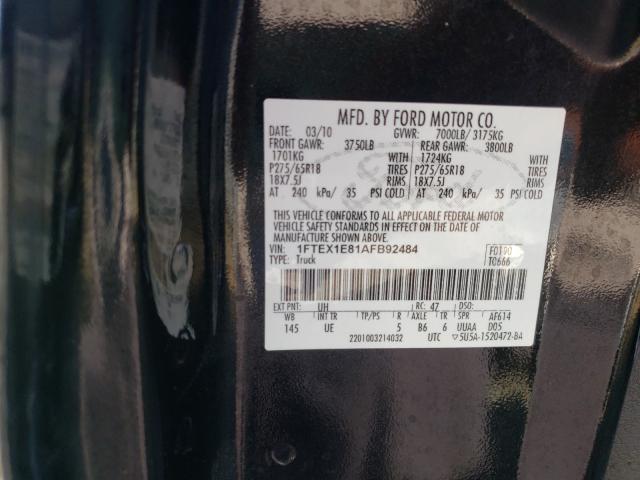 MFD. BY FORD MOTOR CO.
DATE: 03/10 GVWR: 7000LB/ 3175KG
FRONT GAWR: 3750LB REAR GAWR: 3800LB
1701KG WITH 1724KG WITH
P275/65R18 TIRES P275/65R18 TIRES
18X7.5J RIMS 18X7.5J RIMS
AT 240 kPa/ 35 PSI COLD AT 240 kPa/ 35 PSI COLD
THIS VEHICLE CONFORMS TO ALL APPLICABLE FEDERAL MOTOR
VEHICLE SAFETY STANDARDS IN EFFECT ON THE DATE OF
MANUFACTURE SHOWN ABOVE.
VIN: 1FTEX1E81AFB92484 F0190
TYPE: Truck T0666
EXT PNT: UH RC: 47 DSO:
WB INT TR TP/PS R AXLE TR SPR AF614
145 UE 5 B6 6 UUAA D05
2201003214032 UTC ▽5U5A-1520472-BA